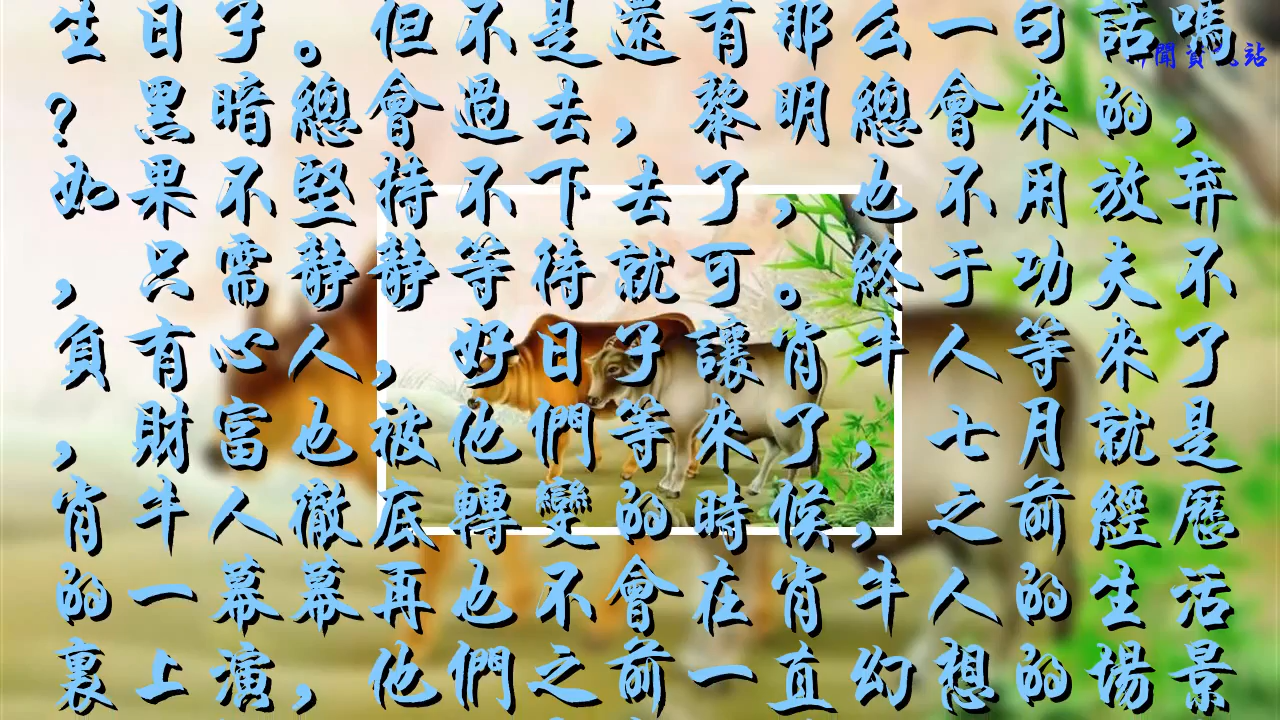 生日子。但不是還有那么一句話嗎
？黑暗總會過去，黎明總會來的，
如果不堅持不下去了，也不用放弃
，只需静静等待就可。終于功夫不
負有心人，好日子讓肖牛人等來了
，財富也被他們等來了，七月就是
肖牛人徹底轉變的時候，之前經歷
的一幕幕再也不會在肖牛人的生活
裏上演，他們之前一直幻想的場景